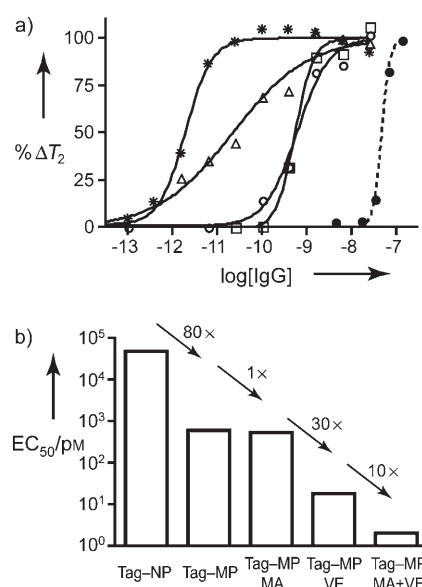 a)
100
75
% ΔT2
50
25
0
-13 -12 -11 -10 -9 -8 -7
log[IgG]
b)
10^5
80×
10^4
1×
EC50/pM
10^3
30×
10^2
10×
10^1
10^0
Tag–NP Tag–MP Tag–MP Tag–MP Tag–MP
MA VF MA+VF